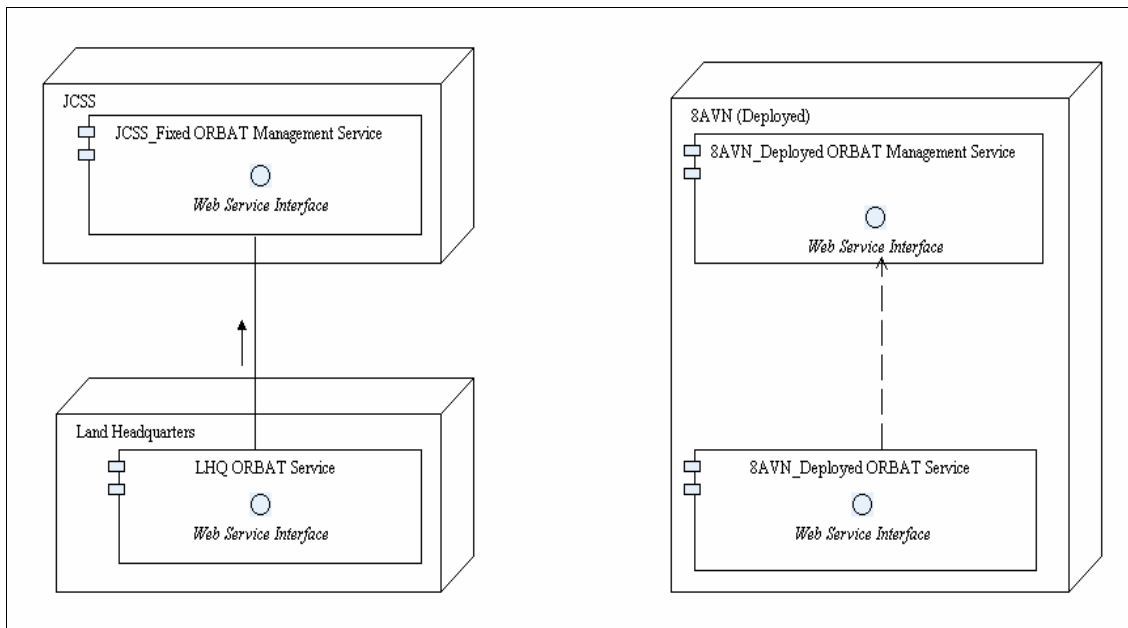 JCSS
JCSS_Fixed ORBAT Management Service
Web Service Interface
Land Headquarters
LHQ ORBAT Service
Web Service Interface
8AVN (Deployed)
8AVN_Deployed ORBAT Management Service
Web Service Interface
8AVN_Deployed ORBAT Service
Web Service Interface